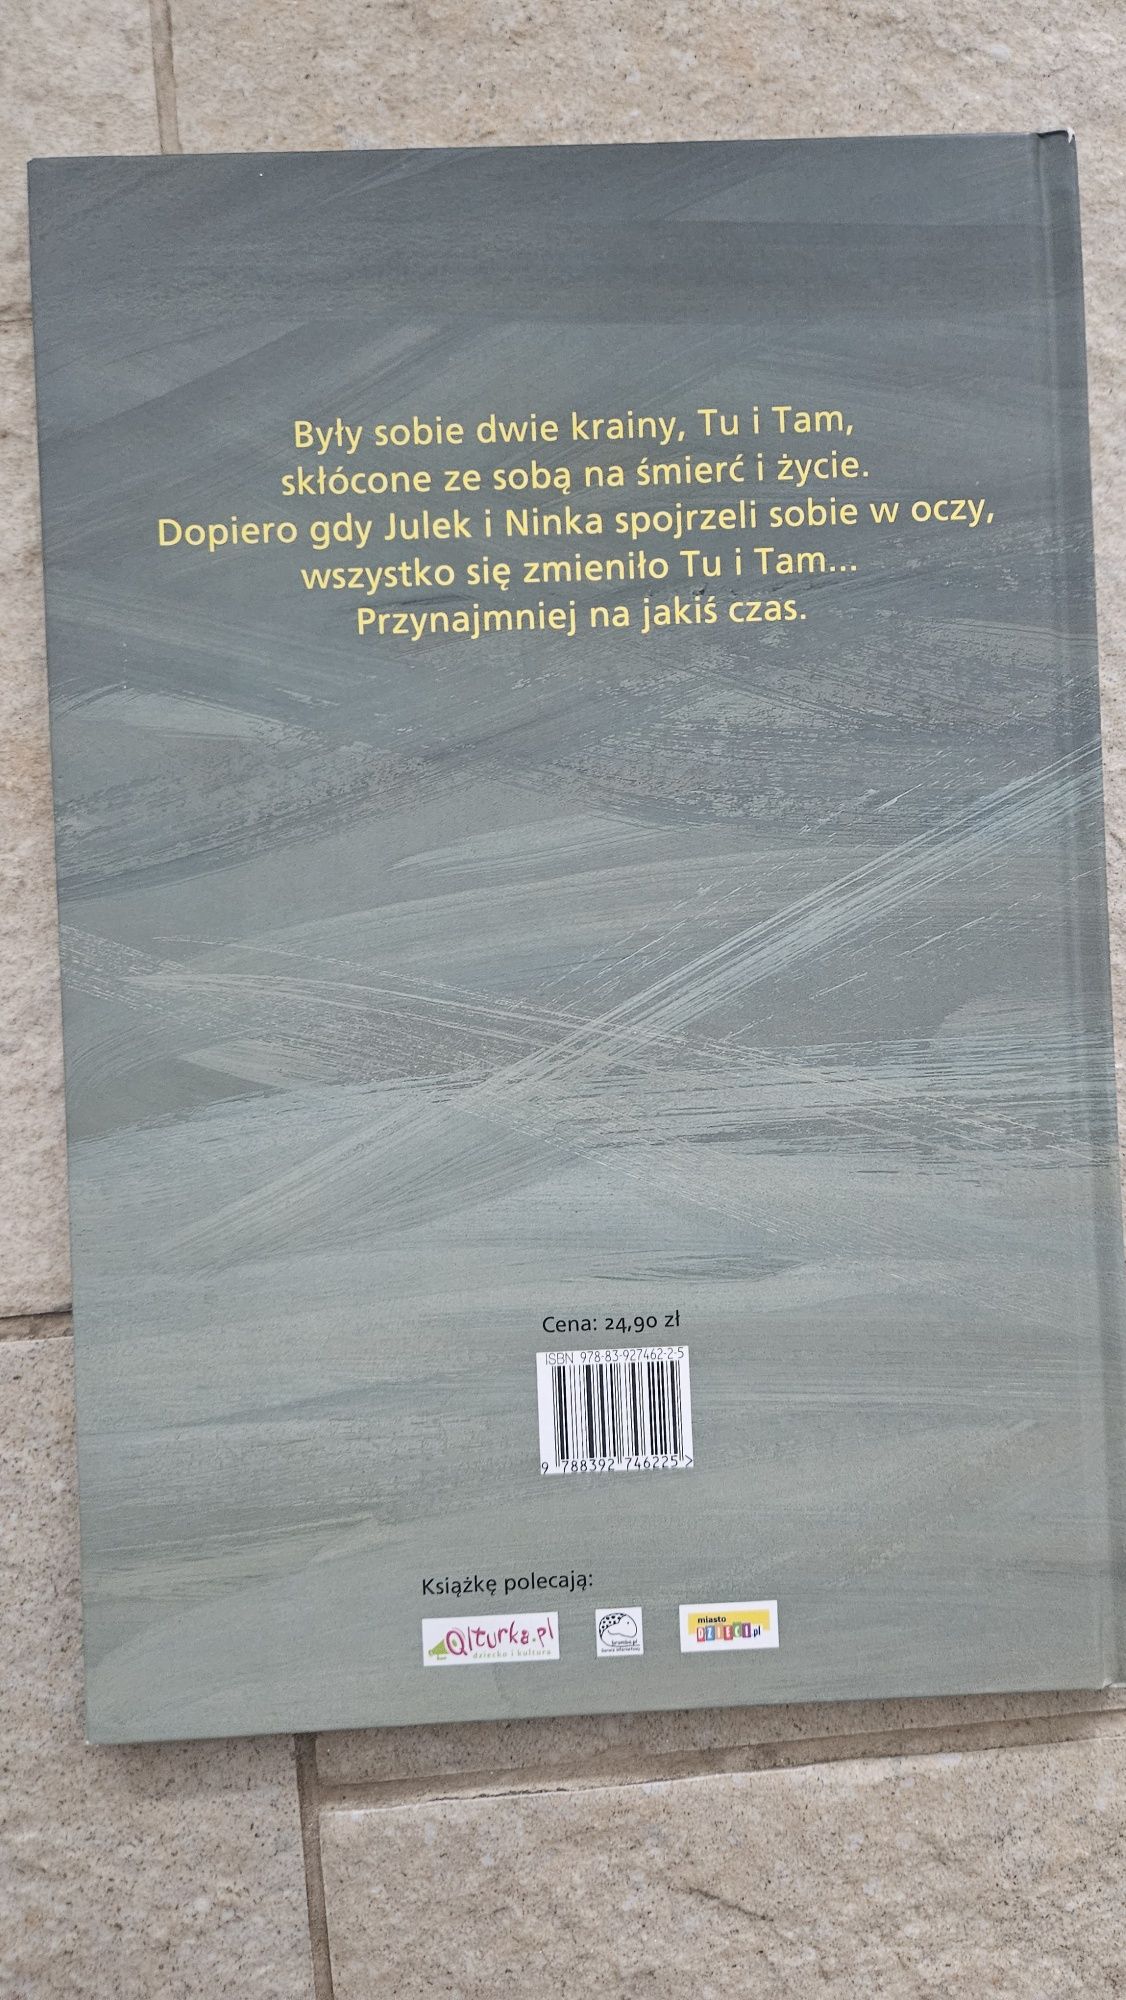 Były sobie dwie krainy, Tu i Tam,
skłócone ze sobą na śmierć i życie.
Dopiero gdy Julek i Ninka spojrzeli sobie w oczy,
wszystko się zmieniło Tu i Tam...
Przynajmniej na jakiś czas.
Cena: 24,90 zł
ISBN 978-83-927462-2-5
9 788392 746225 >
Książkę polecają:
Qlturka.pl
dziecko i kultura
miasto
DZIECI.pl